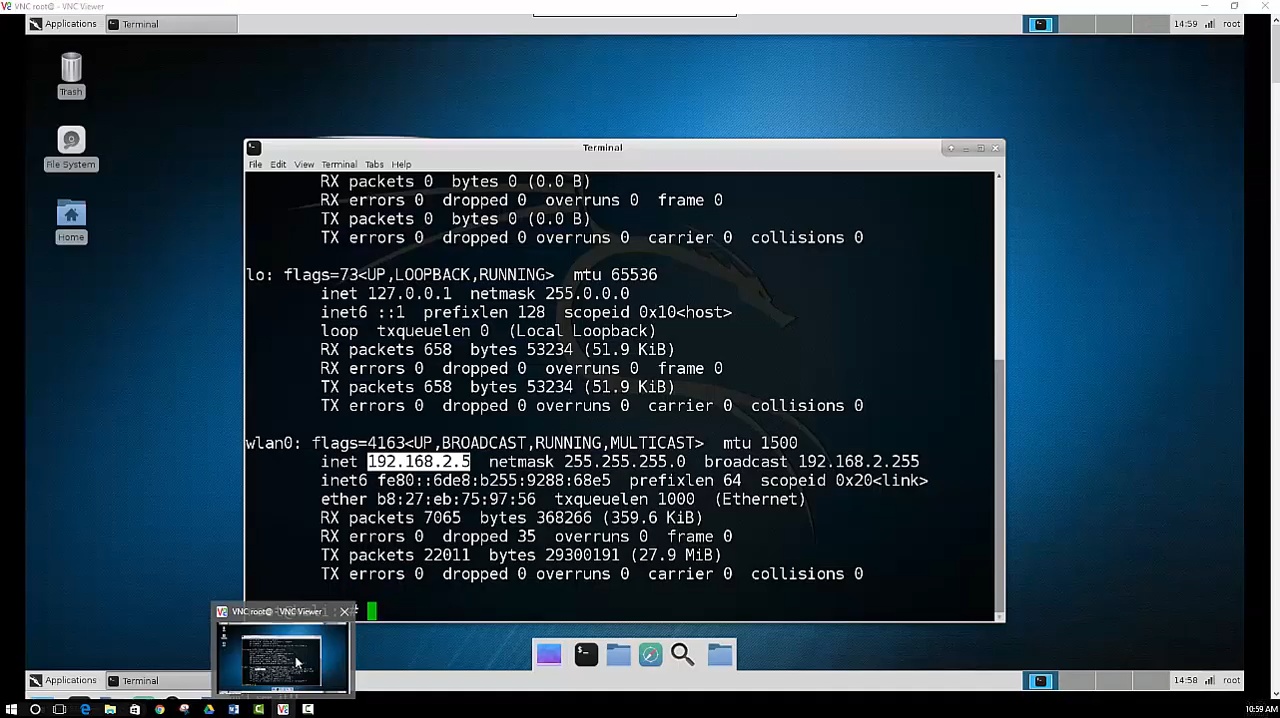 VNC root@ - VNC Viewer
Applications Terminal 14:59 root
Trash
File System
Home
Terminal
File Edit View Terminal Tabs Help
RX packets 0 bytes 0 (0.0 B)
RX errors 0 dropped 0 overruns 0 frame 0
TX packets 0 bytes 0 (0.0 B)
TX errors 0 dropped 0 overruns 0 carrier 0 collisions 0
lo: flags=73<UP,LOOPBACK,RUNNING> mtu 65536
inet 127.0.0.1 netmask 255.0.0.0
inet6 ::1 prefixlen 128 scopeid 0x10<host>
loop txqueuelen 0 (Local Loopback)
RX packets 658 bytes 53234 (51.9 KiB)
RX errors 0 dropped 0 overruns 0 frame 0
TX packets 658 bytes 53234 (51.9 KiB)
TX errors 0 dropped 0 overruns 0 carrier 0 collisions 0
wlan0: flags=4163<UP,BROADCAST,RUNNING,MULTICAST> mtu 1500
inet 192.168.2.5 netmask 255.255.255.0 broadcast 192.168.2.255
inet6 fe80::6de8:b255:9288:68e5 prefixlen 64 scopeid 0x20<link>
ether b8:27:eb:75:97:56 txqueuelen 1000 (Ethernet)
RX packets 7065 bytes 368266 (359.6 KiB)
RX errors 0 dropped 35 overruns 0 frame 0
TX packets 22011 bytes 29300191 (27.9 MiB)
TX errors 0 dropped 0 overruns 0 carrier 0 collisions 0
VNC root@ - VNC Viewer
#
Applications Terminal 14:58 root
10:59 AM